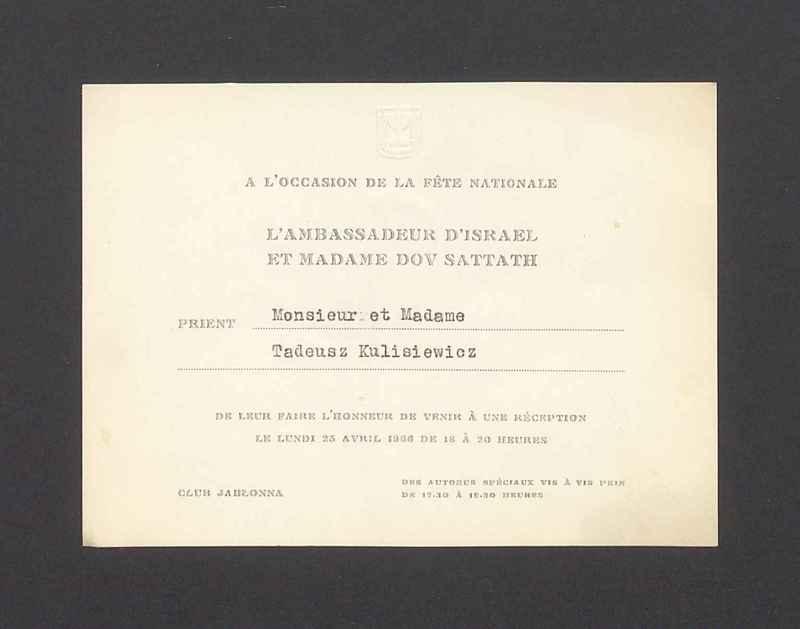 A L'OCCASION DE LA FÊTE NATIONALE
L'AMBASSADEUR D'ISRAEL
ET MADAME DOV SATTATH
PRIENT Monsieur et Madame
Tadeusz Kulisiewicz
DE LEUR FAIRE L'HONNEUR DE VENIR À UNE RÉCEPTION
LE LUNDI 25 AVRIL 1966 DE 18 À 20 HEURES
CLUB JABŁONNA
DES AUTOBUS SPÉCIAUX VIS À VIS PKIN
DE 17.30 À 18.30 HEURES